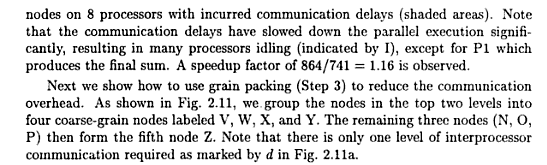 nodes on 8 processors with incurred communication delays (shaded areas). Note
that the communication delays have slowed down the parallel execution signifi-
cantly, resulting in many processors idling (indicated by I), except for P1 which
produces the final sum. A speedup factor of 864/741 = 1.16 is observed.
Next we show how to use grain packing (Step 3) to reduce the communication
overhead. As shown in Fig. 2.11, we group the nodes in the top two levels into
four coarse-grain nodes labeled V, W, X, and Y. The remaining three nodes (N, O,
P) then form the fifth node Z. Note that there is only one level of interprocessor
communication required as marked by d in Fig. 2.11a.